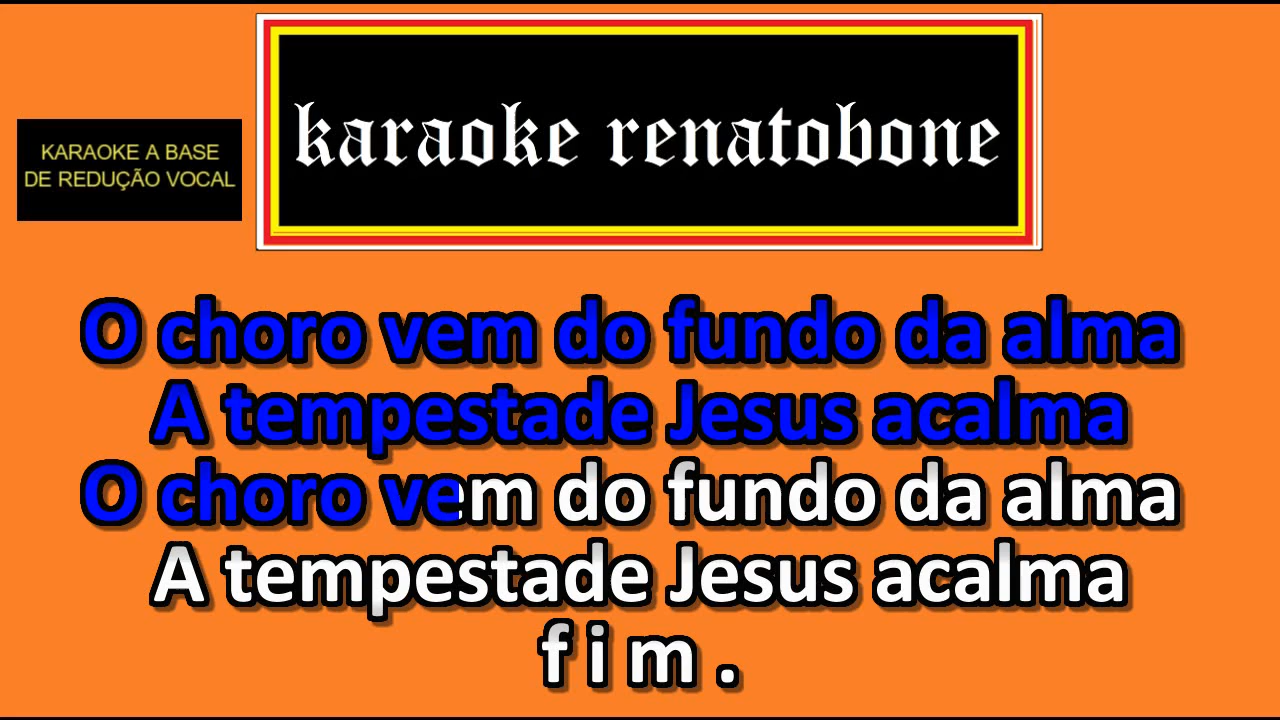 karaoke renatobone
KARAOKE A BASE
DE REDUÇÃO VOCAL
O choro vem do fundo da alma
A tempestade Jesus acalma
O choro vem do fundo da alma
A tempestade Jesus acalma
f i m .